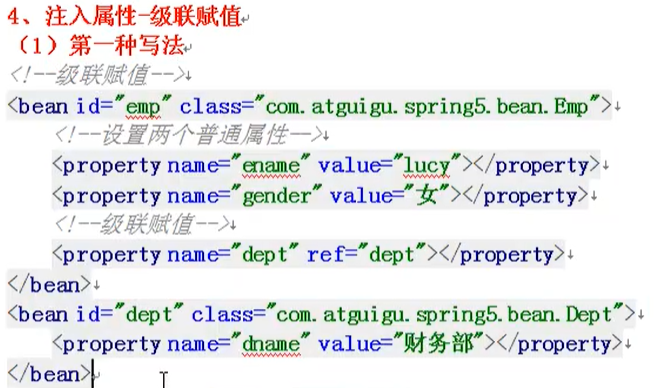 4、注入属性-级联赋值
（1）第一种写法
<!--级联赋值-->
<bean id="emp" class="com.atguigu.spring5.bean.Emp">
<!--设置两个普通属性-->
<property name="ename" value="lucy"></property>
<property name="gender" value="女"></property>
<!--级联赋值-->
<property name="dept" ref="dept"></property>
</bean>
<bean id="dept" class="com.atguigu.spring5.bean.Dept">
<property name="dname" value="财务部"></property>
</bean>